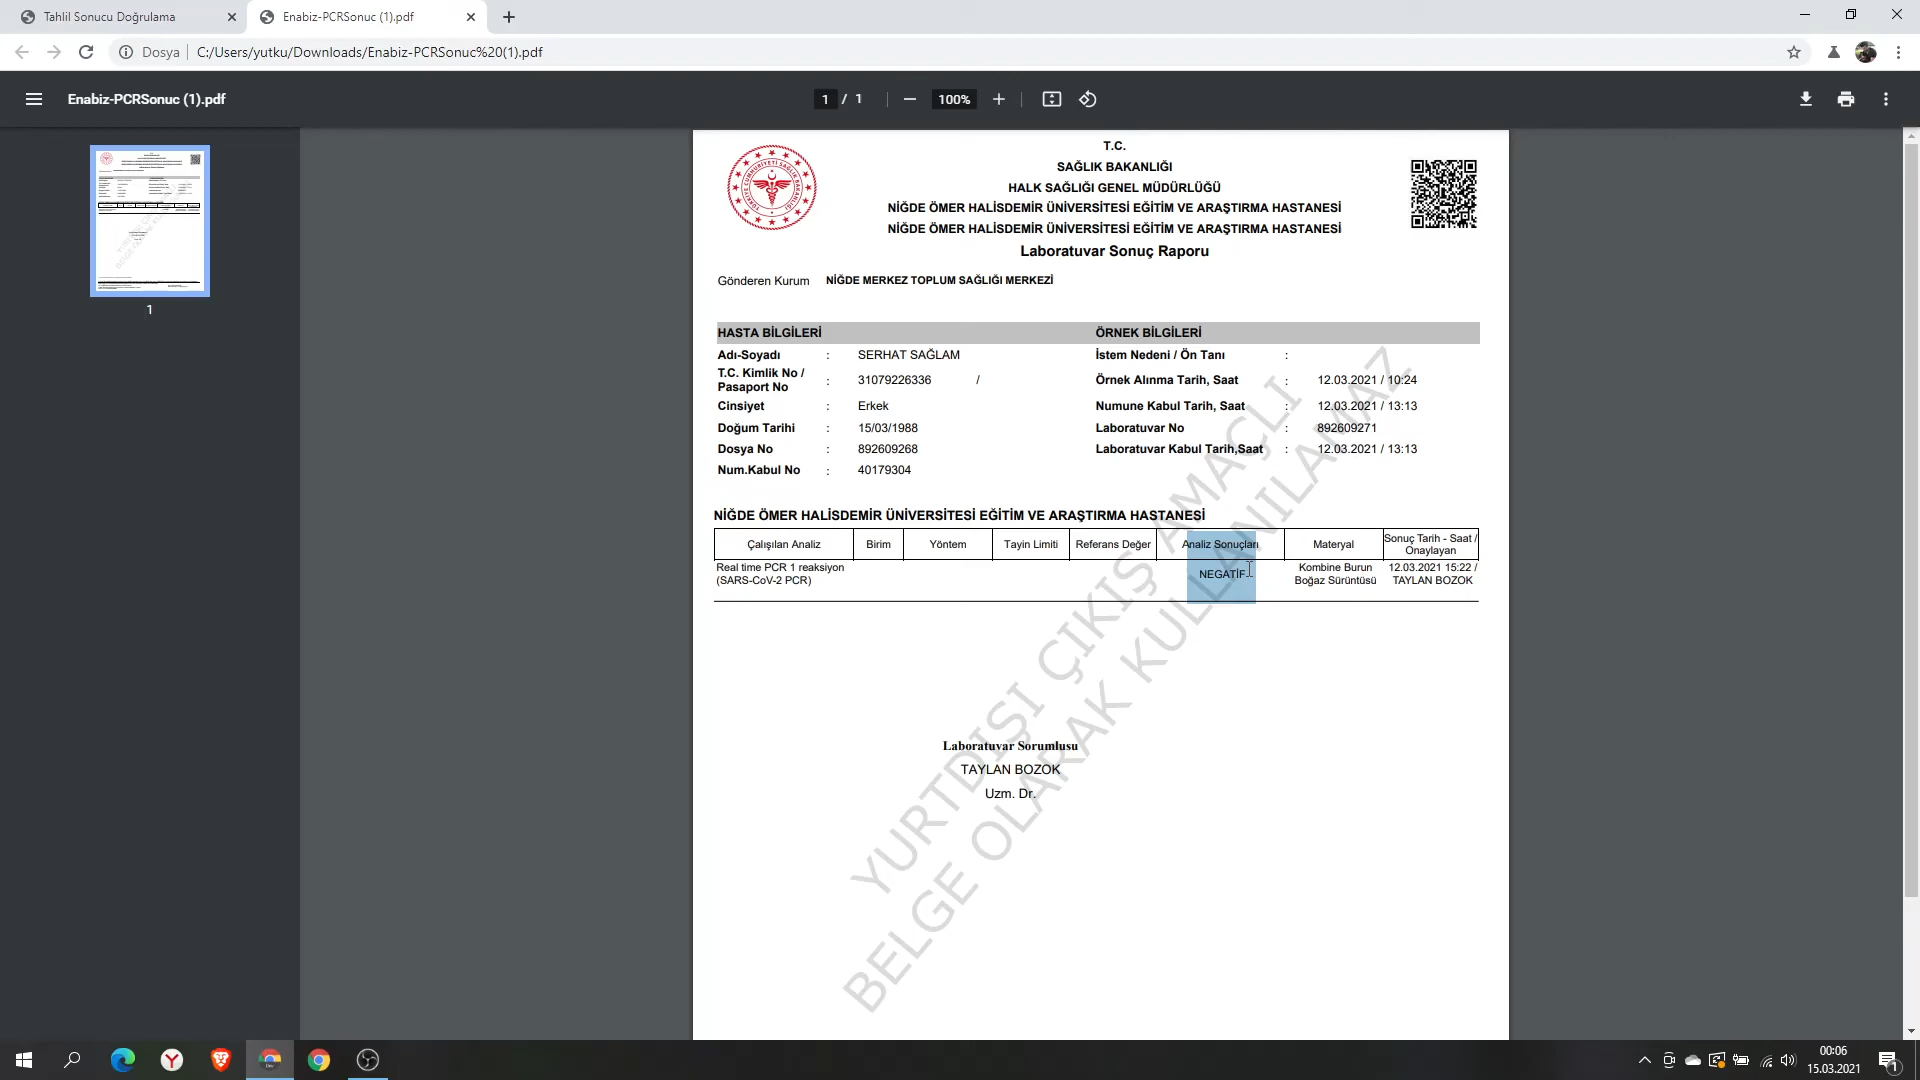 Tahlil Sonucu Doğrulama
Enabiz-PCRSonuc (1).pdf
Dosya
C:/Users/yutku/Downloads/Enabiz-PCRSonuc%20(1).pdf
Enabiz-PCRSonuc (1).pdf
1 / 1
100%
1
T.C.
SAĞLIK BAKANLIĞI
HALK SAĞLIĞI GENEL MÜDÜRLÜĞÜ
NİĞDE ÖMER HALİSDEMİR ÜNİVERSİTESİ EĞİTİM VE ARAŞTIRMA HASTANESİ
NİĞDE ÖMER HALİSDEMİR ÜNİVERSİTESİ EĞİTİM VE ARAŞTIRMA HASTANESİ
Laboratuvar Sonuç Raporu
Gönderen Kurum NİĞDE MERKEZ TOPLUM SAĞLIĞI MERKEZİ
HASTA BİLGİLERİ
Adı-Soyadı : SERHAT SAĞLAM
T.C. Kimlik No / Pasaport No : 31079226336 /
Cinsiyet : Erkek
Doğum Tarihi : 15/03/1988
Dosya No : 892609268
Num.Kabul No : 40179304
ÖRNEK BİLGİLERİ
İstem Nedeni / Ön Tanı :
Örnek Alınma Tarih, Saat : 12.03.2021 / 10:24
Numune Kabul Tarih, Saat : 12.03.2021 / 13:13
Laboratuvar No : 892609271
Laboratuvar Kabul Tarih,Saat : 12.03.2021 / 13:13
NİĞDE ÖMER HALİSDEMİR ÜNİVERSİTESİ EĞİTİM VE ARAŞTIRMA HASTANESİ
Çalışılan Analiz Birim Yöntem Tayin Limiti Referans Değer Analiz Sonuçları Materyal Sonuç Tarih - Saat / Onaylayan
Real time PCR 1 reaksiyon (SARS-CoV-2 PCR) NEGATİF Kombine Burun Boğaz Sürüntüsü 12.03.2021 15:22 / TAYLAN BOZOK
Laboratuvar Sorumlusu
TAYLAN BOZOK
Uzm. Dr.
YURTDIŞI ÇIKIŞ AMAÇLI
BELGE OLARAK KULLANILAMAZ
00:06
15.03.2021